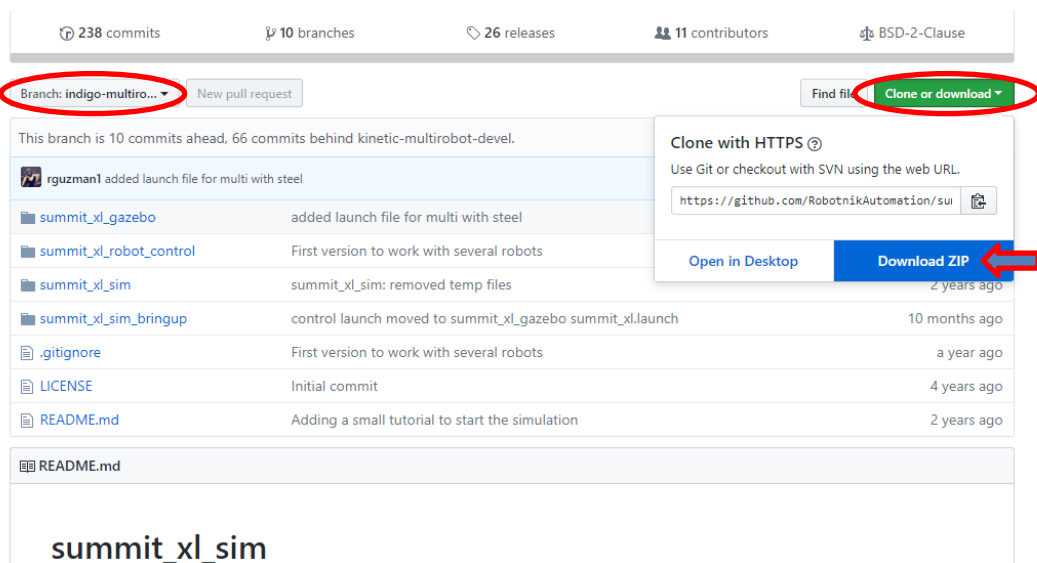 238 commits 10 branches 26 releases 11 contributors BSD-2-Clause
Branch: indigo-multiro... New pull request Find file Clone or download
This branch is 10 commits ahead, 66 commits behind kinetic-multirobot-devel.
Clone with HTTPS
Use Git or checkout with SVN using the web URL.
https://github.com/RobotnikAutomation/su
Open in Desktop Download ZIP
rguzman1 added launch file for multi with steel
summit_xl_gazebo added launch file for multi with steel
summit_xl_robot_control First version to work with several robots
summit_xl_sim summit_xl_sim: removed temp files 2 years ago
summit_xl_sim_bringup control launch moved to summit_xl_gazebo summit_xl.launch 10 months ago
.gitignore First version to work with several robots a year ago
LICENSE Initial commit 4 years ago
README.md Adding a small tutorial to start the simulation 2 years ago
README.md
summit_xl_sim